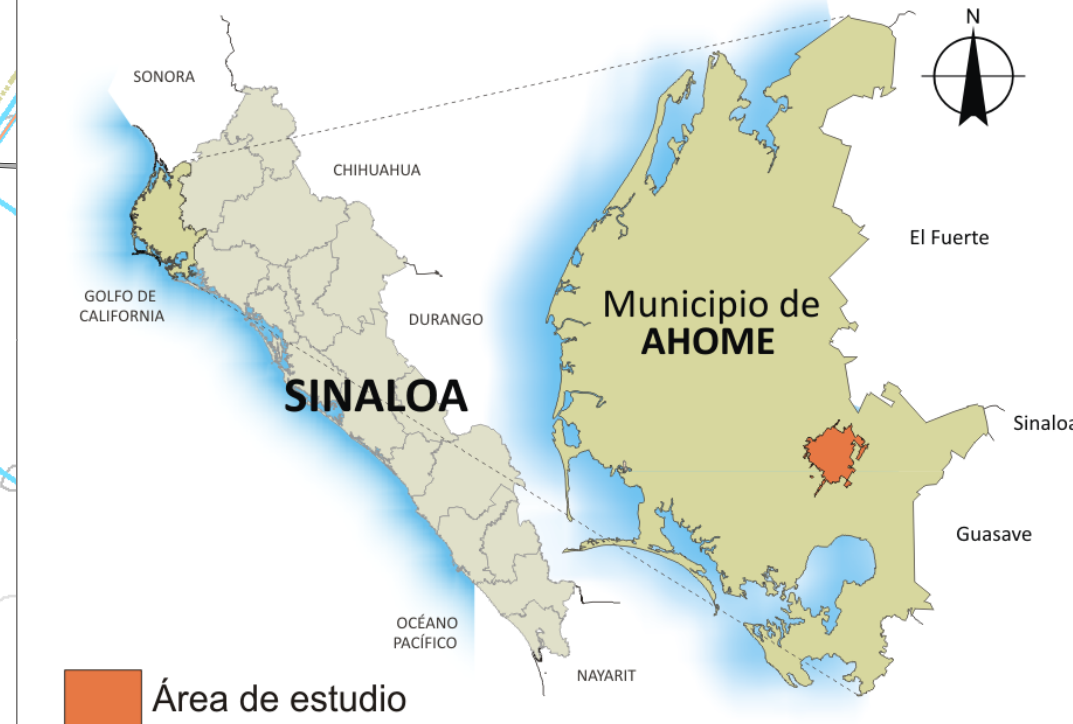 N
SONORA
CHIHUAHUA
El Fuerte
GOLFO DE
CALIFORNIA
DURANGO
Municipio de
AHOME
SINALOA
Sinaloa
Guasave
OCÉANO
PACÍFICO
NAYARIT
Área de estudio